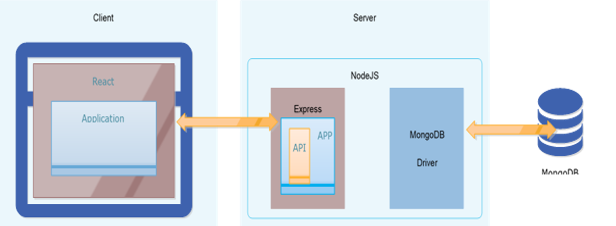 Client
Server
React
Application
NodeJS
Express
APP
API
MongoDB
Driver
MongoDB